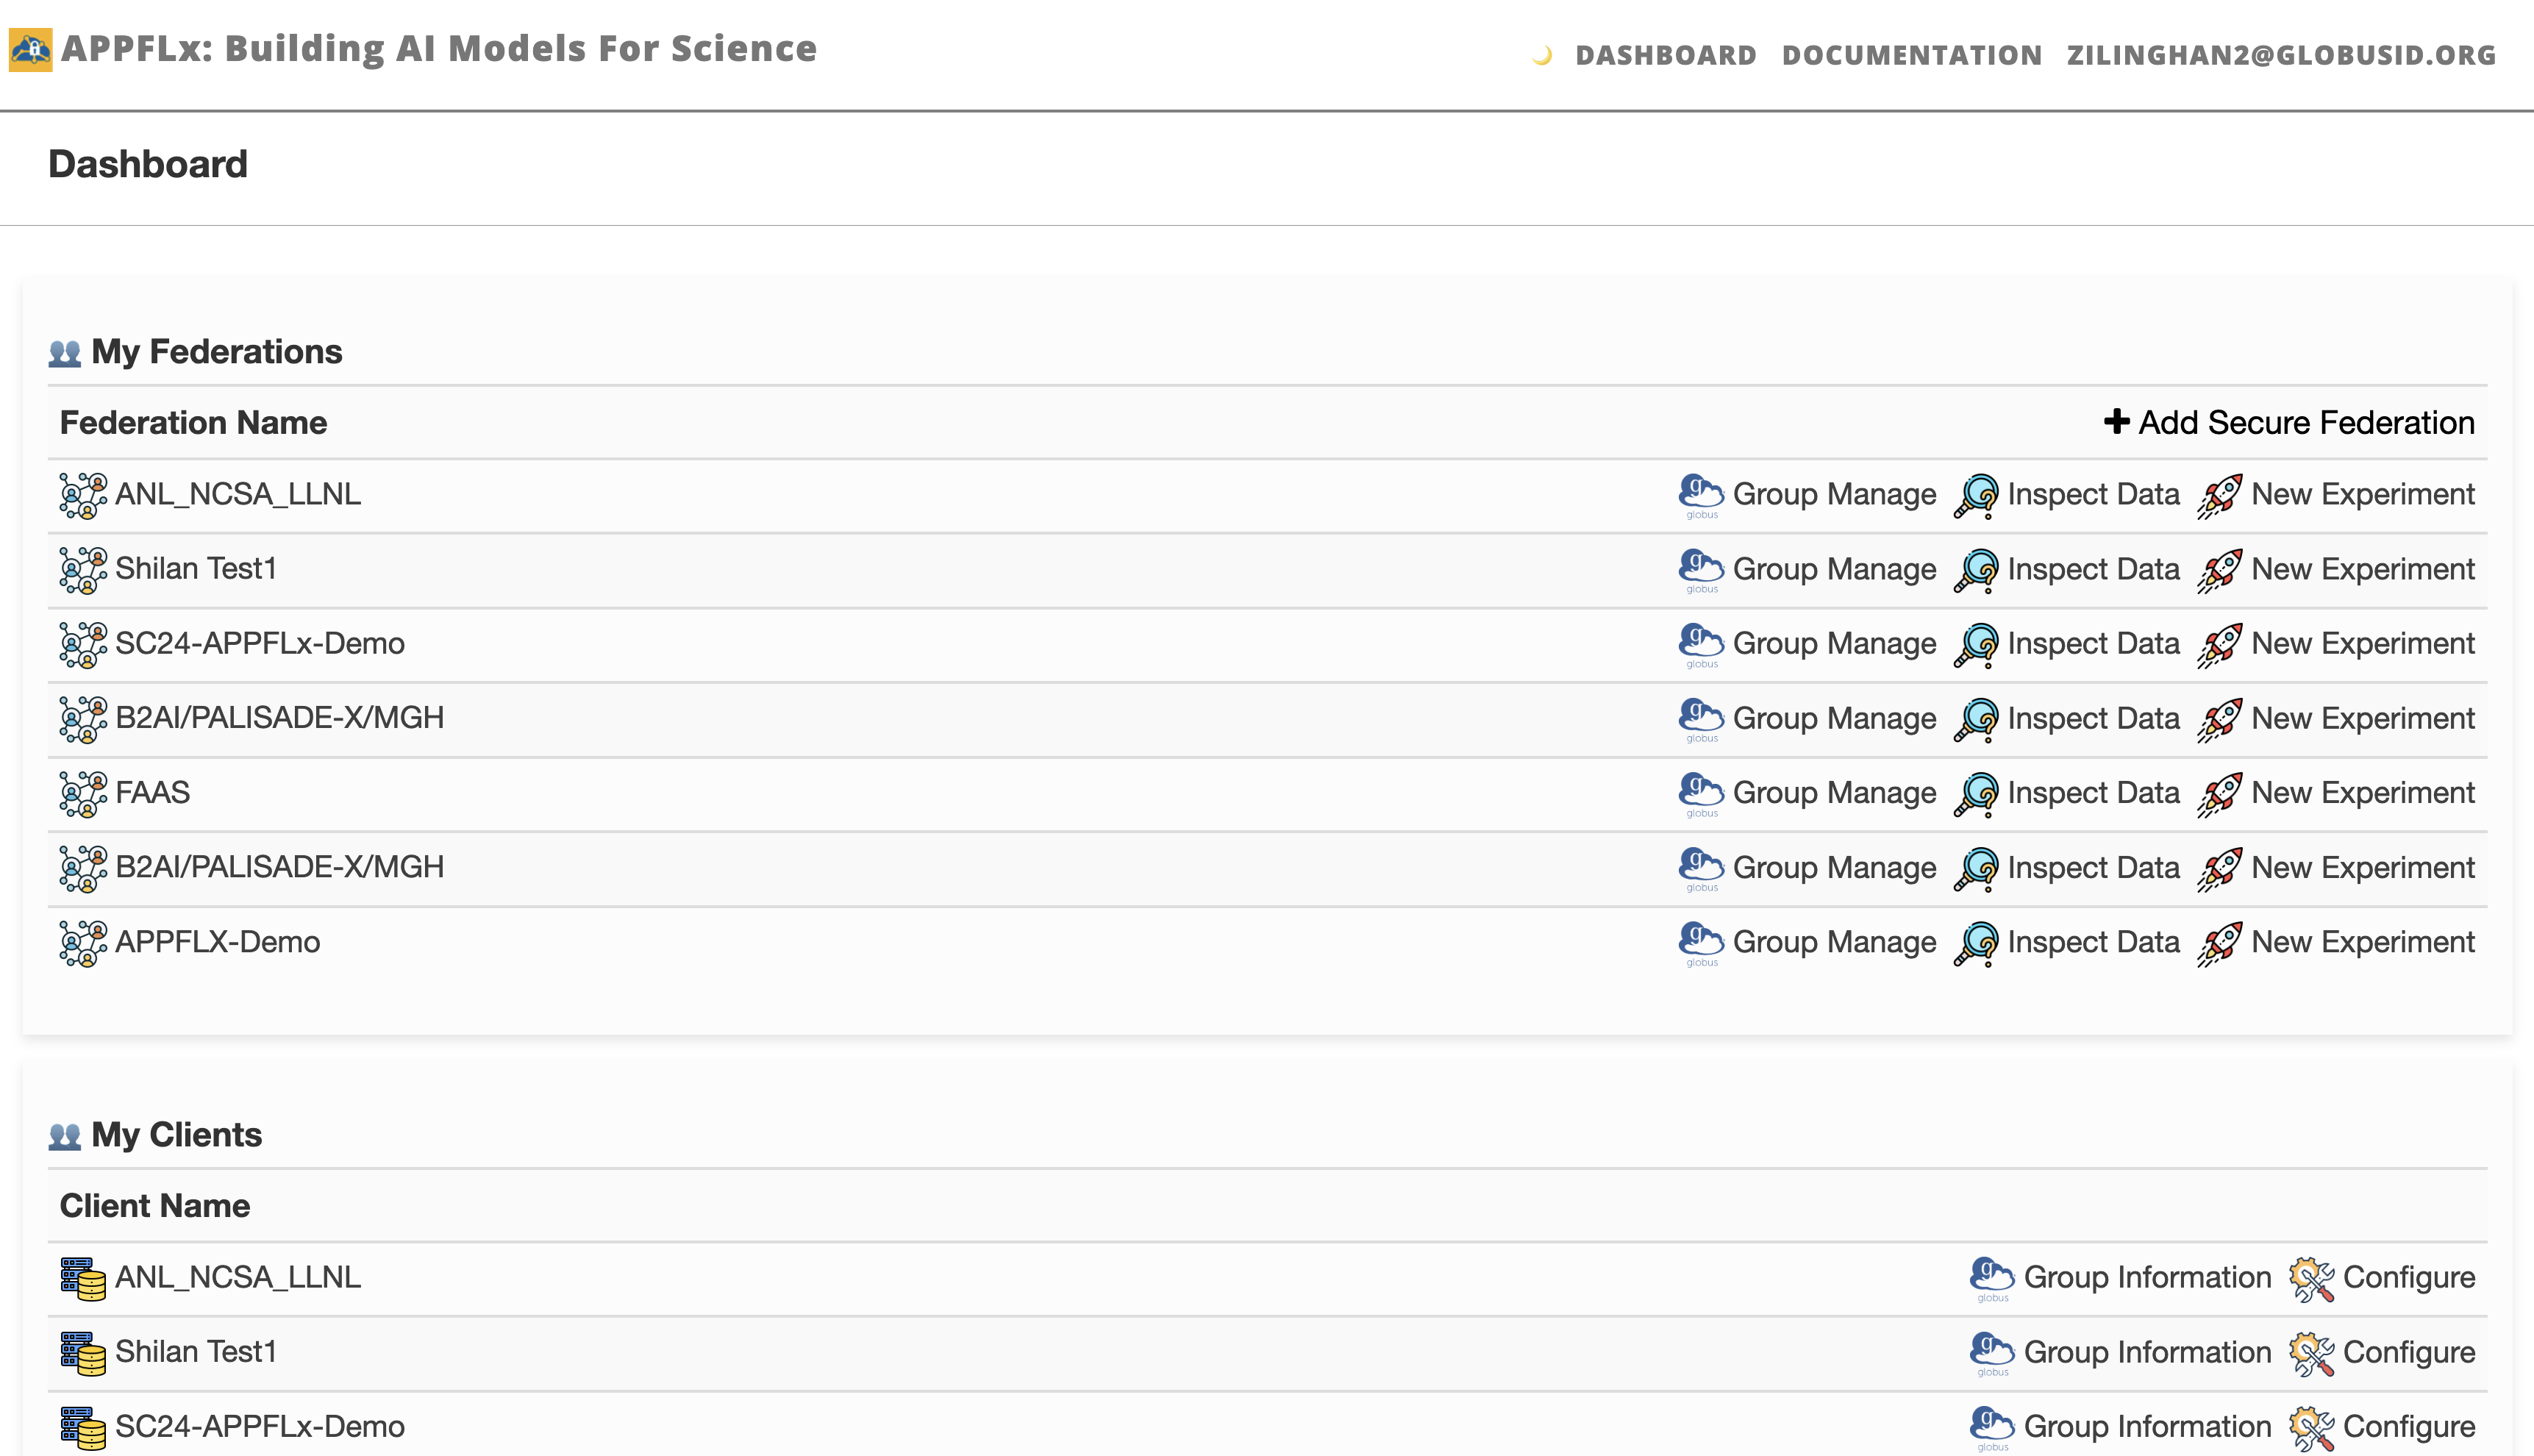 APPFLx: Building AI Models For Science
DASHBOARD DOCUMENTATION ZILINGHAN2@GLOBUSID.ORG
Dashboard
My Federations
Federation Name Add Secure Federation
ANL_NCSA_LLNL globus Group Manage Inspect Data New Experiment
Shilan Test1 globus Group Manage Inspect Data New Experiment
SC24-APPFLx-Demo globus Group Manage Inspect Data New Experiment
B2AI/PALISADE-X/MGH globus Group Manage Inspect Data New Experiment
FAAS globus Group Manage Inspect Data New Experiment
B2AI/PALISADE-X/MGH globus Group Manage Inspect Data New Experiment
APPFLX-Demo globus Group Manage Inspect Data New Experiment
My Clients
Client Name
ANL_NCSA_LLNL globus Group Information Configure
Shilan Test1 globus Group Information Configure
SC24-APPFLx-Demo globus Group Information Configure